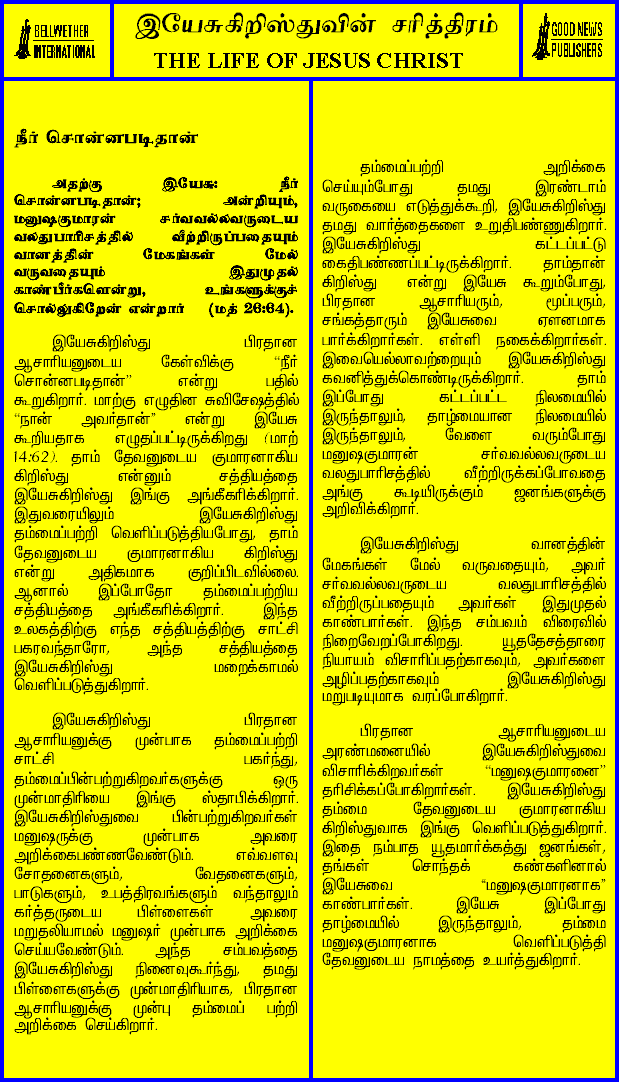 BELLWETHER
INTERNATIONAL
இயேசுகிறிஸ்துவின் சரித்திரம்
THE LIFE OF JESUS CHRIST
GOOD NEWS
PUBLISHERS
நீர் சொன்னபடிதான்
அதற்கு இயேசு: நீர்
சொன்னபடிதான்; அன்றியும்,
மனுஷகுமாரன் சர்வவல்லவருடைய
வலதுபாரிசத்தில் வீற்றிருப்பதையும்
வானத்தின் மேகங்கள் மேல்
வருவதையும் இதுமுதல்
காண்பீர்களென்று, உங்களுக்குச்
சொல்லுகிறேன் என்றார் (மத் 26:64).
இயேசுகிறிஸ்து பிரதான
ஆசாரியனுடைய கேள்விக்கு “நீர்
சொன்னபடிதான்” என்று பதில்
கூறுகிறார். மாற்கு எழுதின சுவிசேஷத்தில்
“நான் அவர்தான்” என்று இயேசு
கூறியதாக எழுதப்பட்டிருக்கிறது (மாற்
14:62). தாம் தேவனுடைய குமாரனாகிய
கிறிஸ்து என்னும் சத்தியத்தை
இயேசுகிறிஸ்து இங்கு அங்கீகரிக்கிறார்.
இதுவரையிலும் இயேசுகிறிஸ்து
தம்மைப்பற்றி வெளிப்படுத்தியபோது, தாம்
தேவனுடைய குமாரனாகிய கிறிஸ்து
என்று அதிகமாக குறிப்பிடவில்லை.
ஆனால் இப்போதோ தம்மைப்பற்றிய
சத்தியத்தை அங்கீகரிக்கிறார். இந்த
உலகத்திற்கு எந்த சத்தியத்திற்கு சாட்சி
பகரவந்தாரோ, அந்த சத்தியத்தை
இயேசுகிறிஸ்து மறைக்காமல்
வெளிப்படுத்துகிறார்.
இயேசுகிறிஸ்து பிரதான
ஆசாரியனுக்கு முன்பாக தம்மைப்பற்றி
சாட்சி பகர்ந்து,
தம்மைப்பின்பற்றுகிறவர்களுக்கு ஒரு
முன்மாதிரியை இங்கு ஸ்தாபிக்கிறார்.
இயேசுகிறிஸ்துவை பின்பற்றுகிறவர்கள்
மனுஷருக்கு முன்பாக அவரை
அறிக்கைபண்ணவேண்டும். எவ்வளவு
சோதனைகளும், வேதனைகளும்,
பாடுகளும், உபத்திரவங்களும் வந்தாலும்
கர்த்தருடைய பிள்ளைகள் அவரை
மறுதலியாமல் மனுஷர் முன்பாக அறிக்கை
செய்யவேண்டும். அந்த சம்பவத்தை
இயேசுகிறிஸ்து நினைவுகூர்ந்து, தமது
பிள்ளைகளுக்கு முன்மாதிரியாக, பிரதான
ஆசாரியனுக்கு முன்பு தம்மைப் பற்றி
அறிக்கை செய்கிறார்.
தம்மைப்பற்றி அறிக்கை
செய்யும்போது தமது இரண்டாம்
வருகையை எடுத்துக்கூறி, இயேசுகிறிஸ்து
தமது வார்த்தைகளை உறுதிபண்ணுகிறார்.
இயேசுகிறிஸ்து கட்டப்பட்டு
கைதிபண்ணப்பட்டிருக்கிறார். தாம்தான்
கிறிஸ்து என்று இயேசு கூறும்போது,
பிரதான ஆசாரியரும், மூப்பரும்,
சங்கத்தாரும் இயேசுவை ஏளனமாக
பார்க்கிறார்கள். எள்ளி நகைக்கிறார்கள்.
இவையெல்லாவற்றையும் இயேசுகிறிஸ்து
கவனித்துக்கொண்டிருக்கிறார். தாம்
இப்போது கட்டப்பட்ட நிலமையில்
இருந்தாலும், தாழ்மையான நிலமையில்
இருந்தாலும், வேளை வரும்போது
மனுஷகுமாரன் சர்வவல்லவருடைய
வலதுபாரிசத்தில் வீற்றிருக்கப்போவதை
அங்கு கூடியிருக்கும் ஜனங்களுக்கு
அறிவிக்கிறார்.
இயேசுகிறிஸ்து வானத்தின்
மேகங்கள் மேல் வருவதையும், அவர்
சர்வவல்லவருடைய வலதுபாரிசத்தில்
வீற்றிருப்பதையும் அவர்கள் இதுமுதல்
காண்பார்கள். இந்த சம்பவம் விரைவில்
நிறைவேறப்போகிறது. யூததேசத்தாரை
நியாயம் விசாரிப்பதற்காகவும், அவர்களை
அழிப்பதற்காகவும் இயேசுகிறிஸ்து
மறுபடியுமாக வரப்போகிறார்.
பிரதான ஆசாரியனுடைய
அரண்மனையில் இயேசுகிறிஸ்துவை
விசாரிக்கிறவர்கள் “மனுஷகுமாரனை”
தரிசிக்கப்போகிறார்கள். இயேசுகிறிஸ்து
தம்மை தேவனுடைய குமாரனாகிய
கிறிஸ்துவாக இங்கு வெளிப்படுத்துகிறார்.
இதை நம்பாத யூதமார்க்கத்து ஜனங்கள்,
தங்கள் சொந்தக் கண்களினால்
இயேசுவை “மனுஷகுமாரனாக”
காண்பார்கள். இயேசு இப்போது
தாழ்மையில் இருந்தாலும், தம்மை
மனுஷகுமாரனாக வெளிப்படுத்தி
தேவனுடைய நாமத்தை உயர்த்துகிறார்.